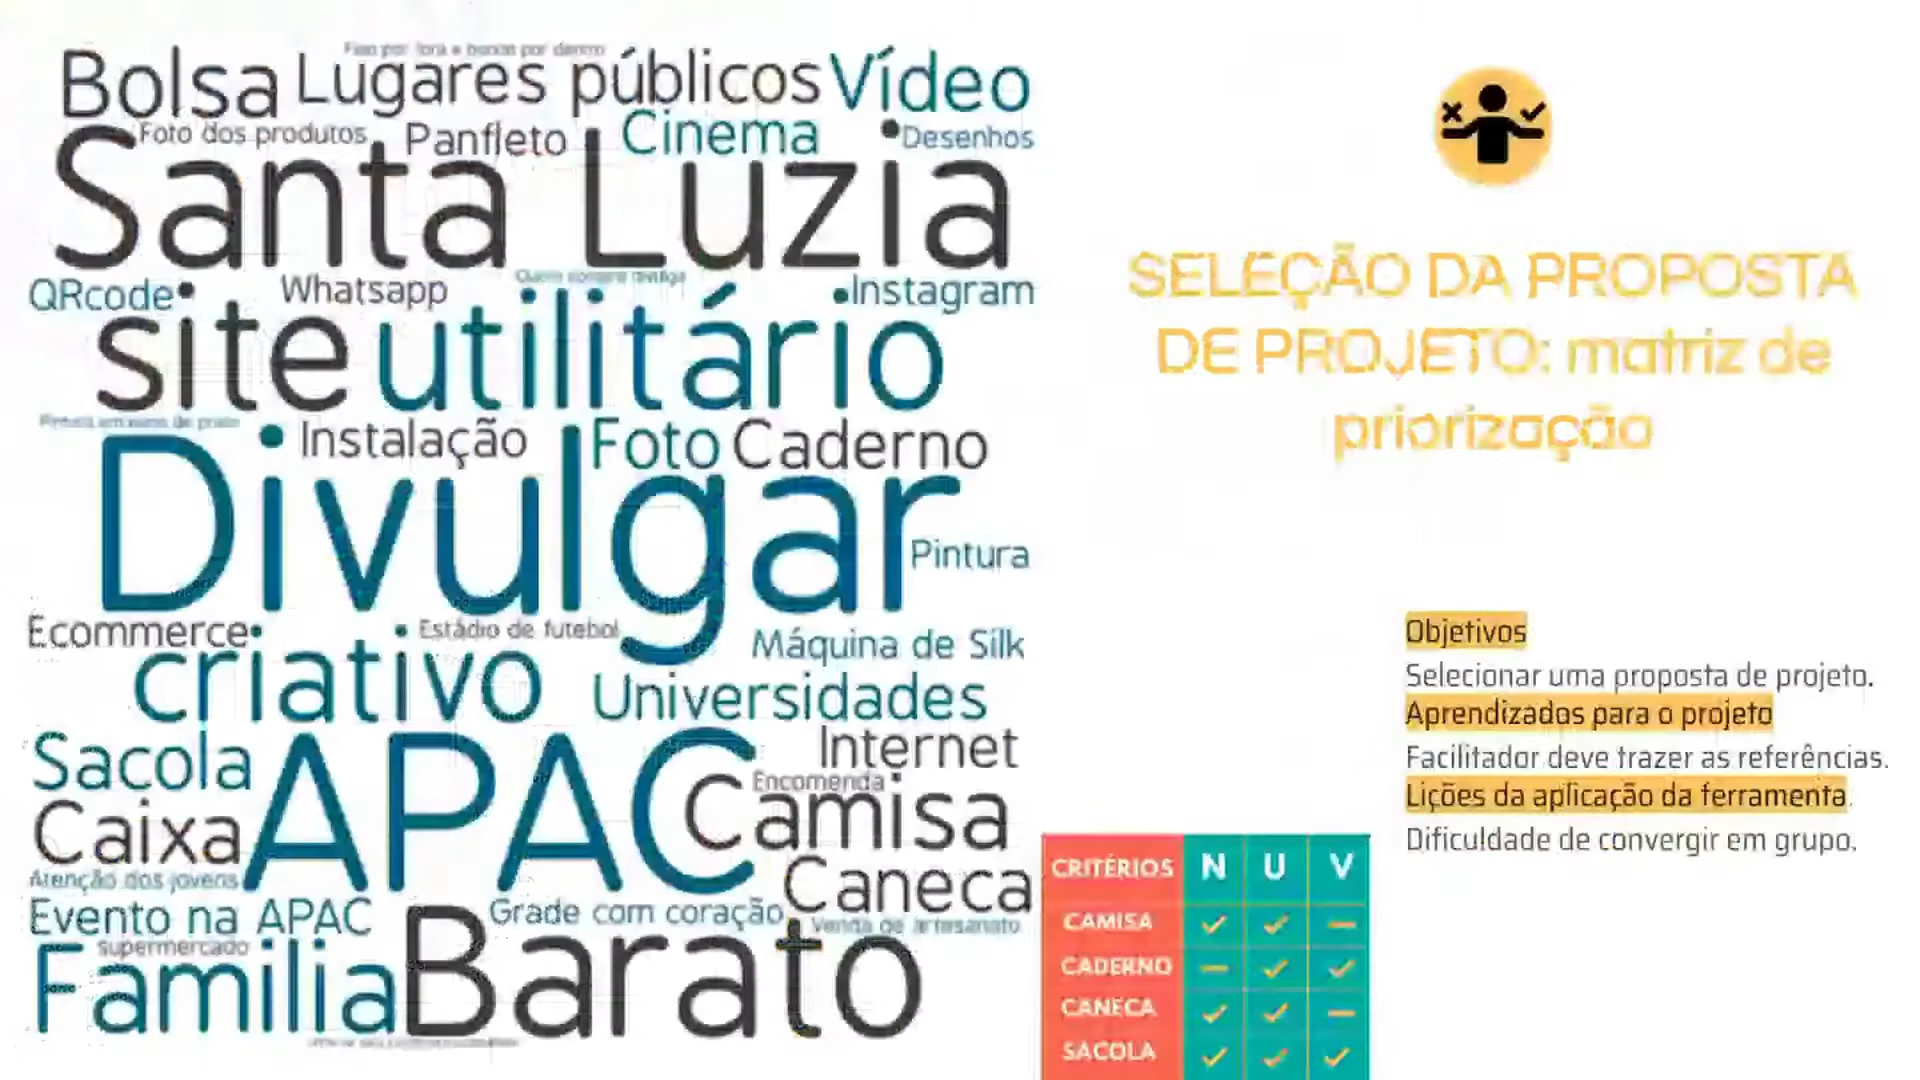 Bolsa Lugares públicos Vídeo
Foto dos produtos Panfleto Cinema Desenhos
Santa Luzia
QRcode Whatsapp Instagram
site utilitário
Instalação Foto Caderno
Divulgar
Pintura
Ecommerce Estádio de futebol Máquina de Silk
criativo Universidades
Sacola APAC Internet
Encomenda
Caixa Camisa
Atenção dos jovens Caneca
Evento na APAC Grade com coração
Venda de artesanato
supermercado
Familia Barato
SELEÇÃO DA PROPOSTA
DE PROJETO: matriz de
priorização
Objetivos
Selecionar uma proposta de projeto.
Aprendizados para o projeto
Facilitador deve trazer as referências.
Lições da aplicação da ferramenta.
Dificuldade de convergir em grupo.
CRITÉRIOS N U V
CAMISA ✓ ✓ —
CADERNO — ✓ ✓
CANECA ✓ ✓ —
SACOLA ✓ ✓ ✓